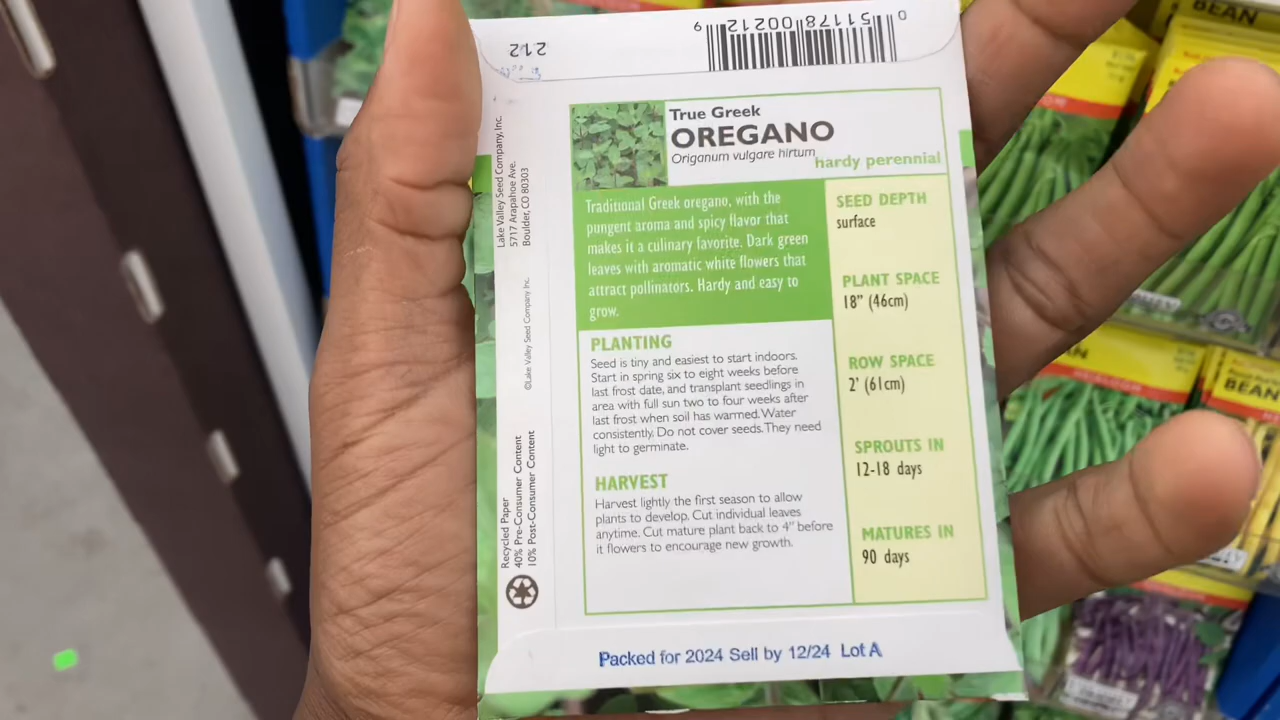 0 51178 00212 9
212
True Greek
OREGANO
Origanum vulgare hirtum
hardy perennial
Traditional Greek oregano, with the
pungent aroma and spicy flavor that
makes it a culinary favorite. Dark green
leaves with aromatic white flowers that
attract pollinators. Hardy and easy to
grow.
PLANTING
Seed is tiny and easiest to start indoors.
Start in spring six to eight weeks before
last frost date, and transplant seedlings in
area with full sun two to four weeks after
last frost when soil has warmed. Water
consistently. Do not cover seeds. They need
light to germinate.
HARVEST
Harvest lightly the first season to allow
plants to develop. Cut individual leaves
anytime. Cut mature plant back to 4" before
it flowers to encourage new growth.
SEED DEPTH
surface
PLANT SPACE
18" (46cm)
ROW SPACE
2' (61cm)
SPROUTS IN
12-18 days
MATURES IN
90 days
Lake Valley Seed Company, Inc.
5717 Arapahoe Ave.
Boulder, CO 80303
©Lake Valley Seed Company Inc.
Recycled Paper
40% Pre-Consumer Content
10% Post-Consumer Content
Packed for 2024 Sell by 12/24 Lot A
BEAN
BEAN